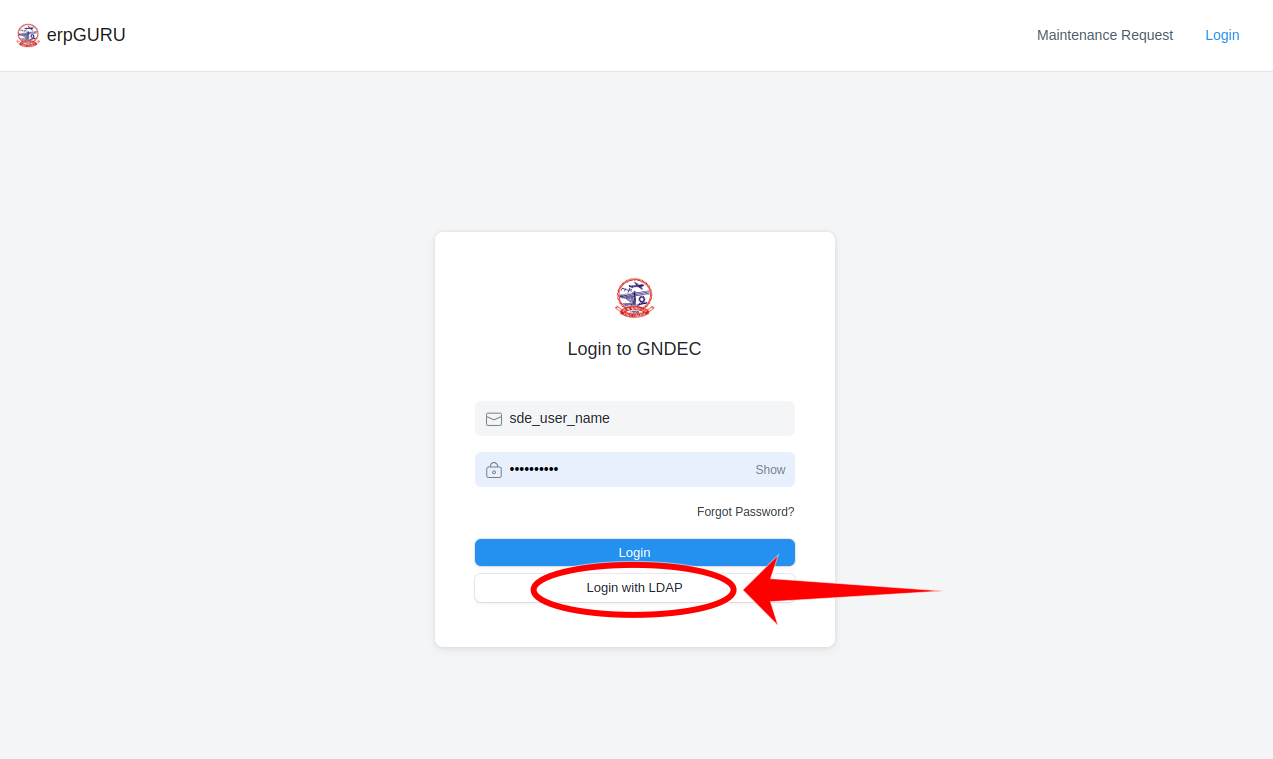 erpGURU
Maintenance Request
Login
Login to GNDEC
sde_user_name
••••••••••
Show
Forgot Password?
Login
Login with LDAP